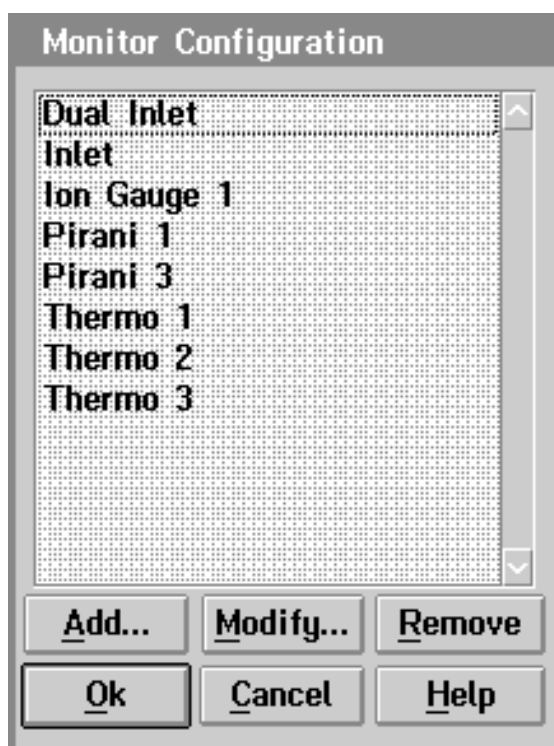 Monitor Configuration
Dual Inlet
Inlet
Ion Gauge 1
Pirani 1
Pirani 3
Thermo 1
Thermo 2
Thermo 3
Add... Modify... Remove
Ok Cancel Help